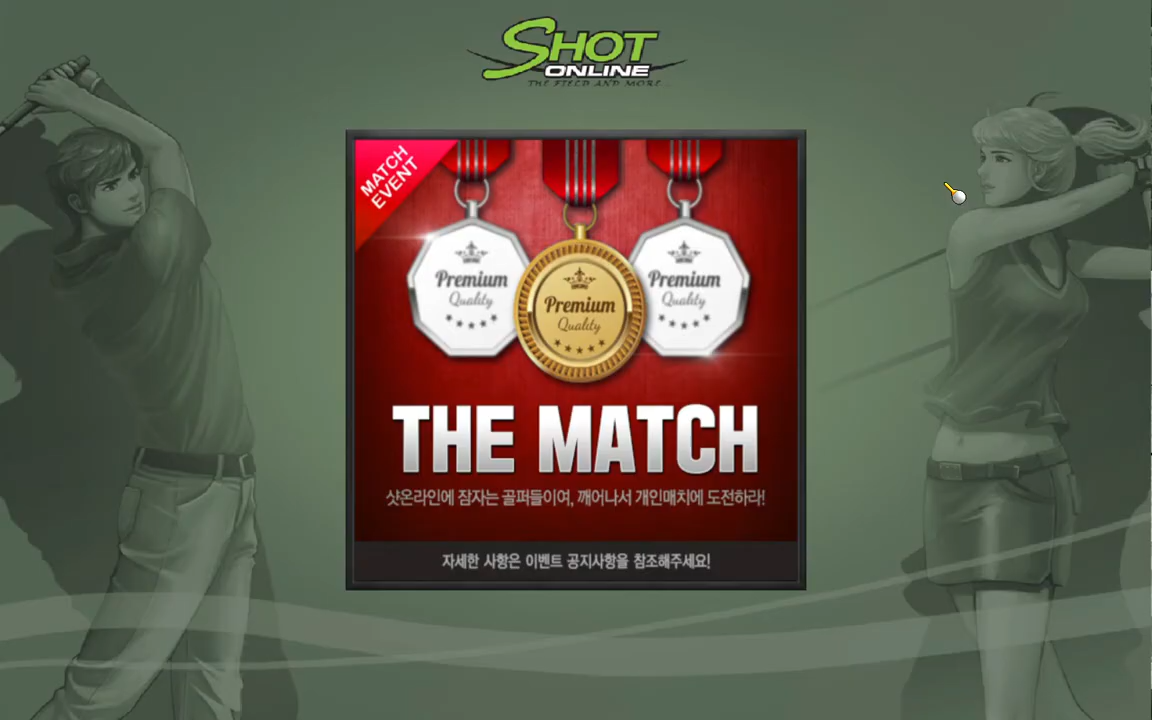 SHOT
ONLINE
THE FIELD AND MORE...
MATCH
EVENT
Premium
Quality
Premium
Quality
Premium
Quality
THE MATCH
샷온라인에 잠자는 골퍼들이여, 깨어나서 개인매치에 도전하라!
자세한 사항은 이벤트 공지사항을 참조해주세요!